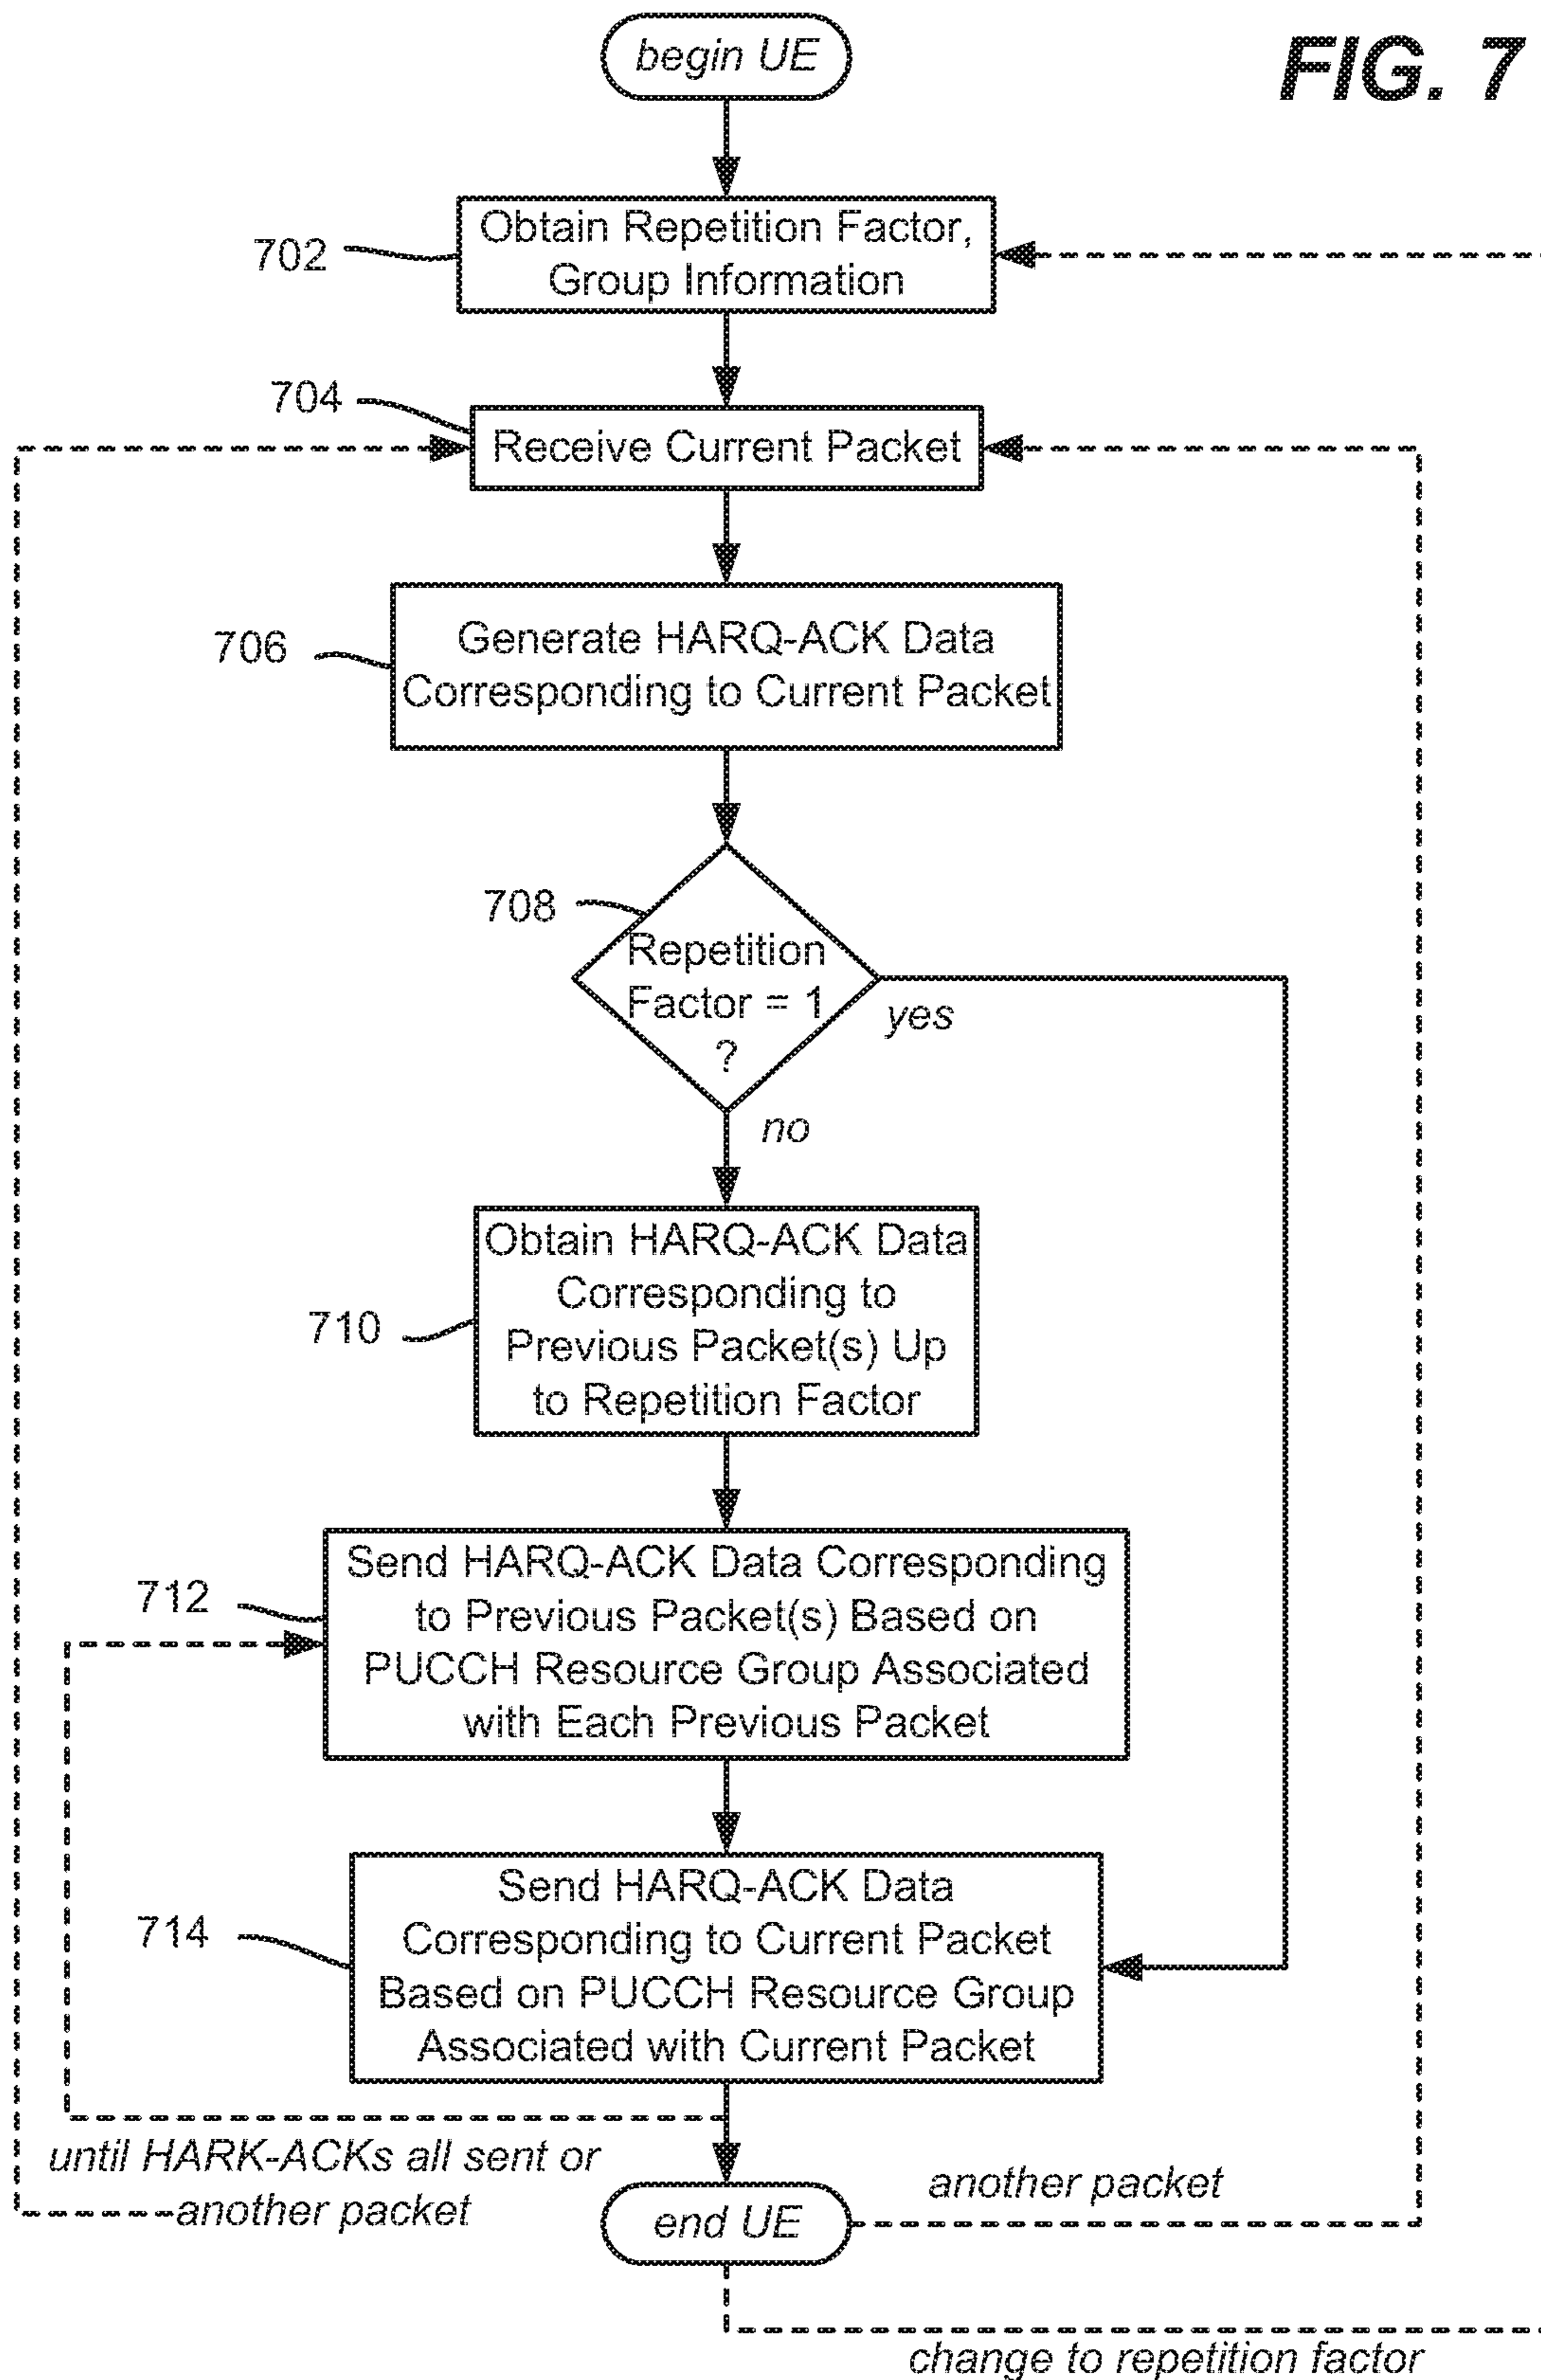 begin UE
FIG. 7
702
Obtain Repetition Factor,
Group Information
704
Receive Current Packet
706
Generate HARQ-ACK Data
Corresponding to Current Packet
708
Repetition
Factor = 1
?
yes
no
710
Obtain HARQ-ACK Data
Corresponding to
Previous Packet(s) Up
to Repetition Factor
712
Send HARQ-ACK Data Corresponding
to Previous Packet(s) Based on
PUCCH Resource Group Associated
with Each Previous Packet
714
Send HARQ-ACK Data
Corresponding to Current Packet
Based on PUCCH Resource Group
Associated with Current Packet
until HARK-ACKs all sent or
another packet
end UE
another packet
change to repetition factor